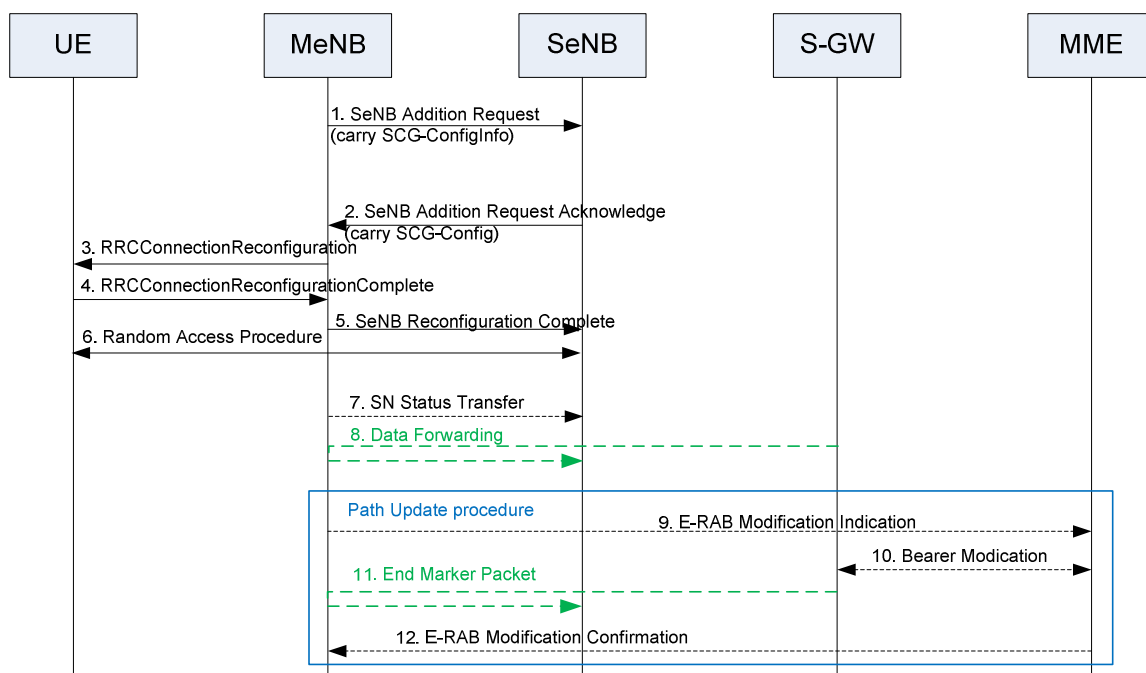 UE
MeNB
SeNB
S-GW
MME
1. SeNB Addition Request
(carry SCG-ConfigInfo)
2. SeNB Addition Request Acknowledge
(carry SCG-Config)
3. RRCConnectionReconfiguration
4. RRCConnectionReconfigurationComplete
5. SeNB Reconfiguration Complete
6. Random Access Procedure
7. SN Status Transfer
8. Data Forwarding
Path Update procedure
9. E-RAB Modification Indication
10. Bearer Modication
11. End Marker Packet
12. E-RAB Modification Confirmation